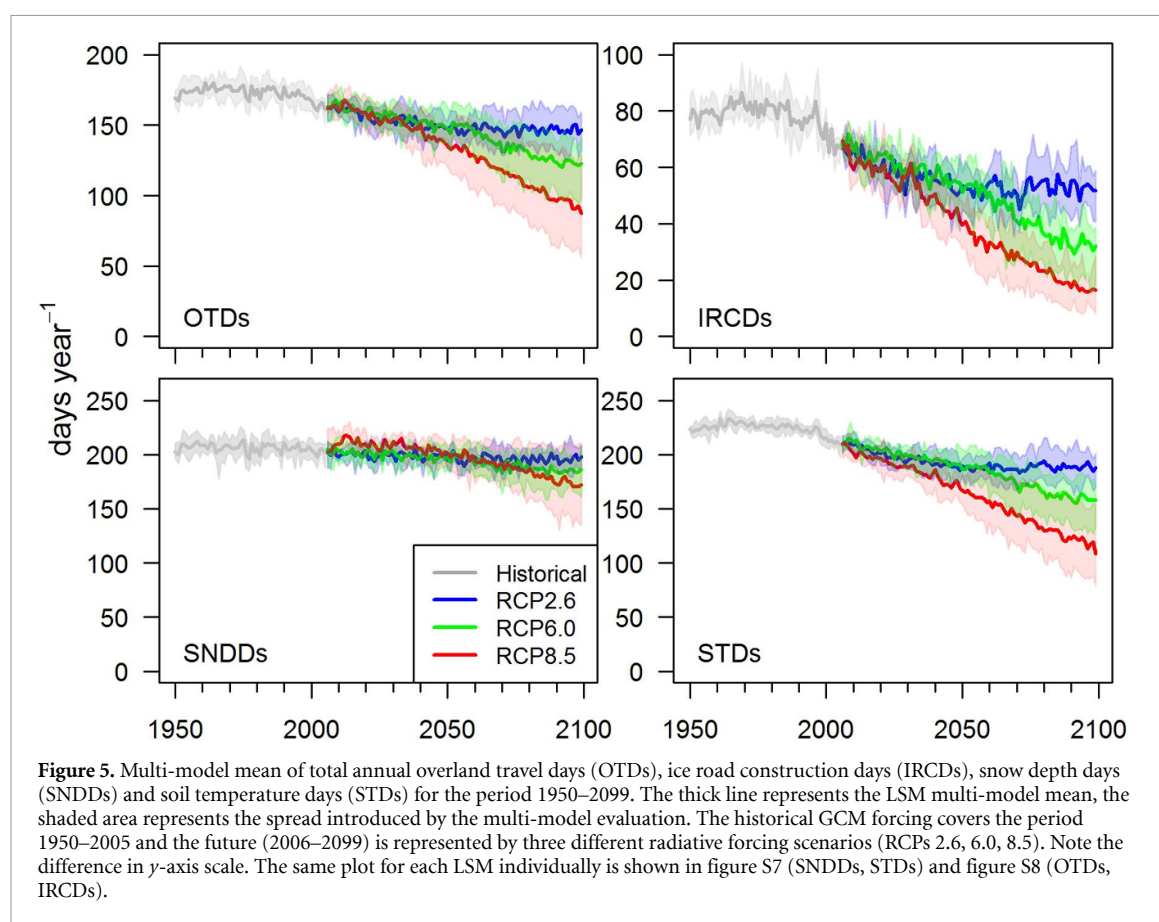 days year−1
200
150
100
50
0
OTDs
100
80
60
40
20
0
IRCDs
250
200
150
100
50
0
SNDDs
Historical
RCP2.6
RCP6.0
RCP8.5
250
200
150
100
50
0
STDs
1950 2000 2050 2100
1950 2000 2050 2100
Figure 5. Multi-model mean of total annual overland travel days (OTDs), ice road construction days (IRCDs), snow depth days
(SNDDs) and soil temperature days (STDs) for the period 1950–2099. The thick line represents the LSM multi-model mean, the
shaded area represents the spread introduced by the multi-model evaluation. The historical GCM forcing covers the period
1950–2005 and the future (2006–2099) is represented by three different radiative forcing scenarios (RCPs 2.6, 6.0, 8.5). Note the
difference in y-axis scale. The same plot for each LSM individually is shown in figure S7 (SNDDs, STDs) and figure S8 (OTDs,
IRCDs).